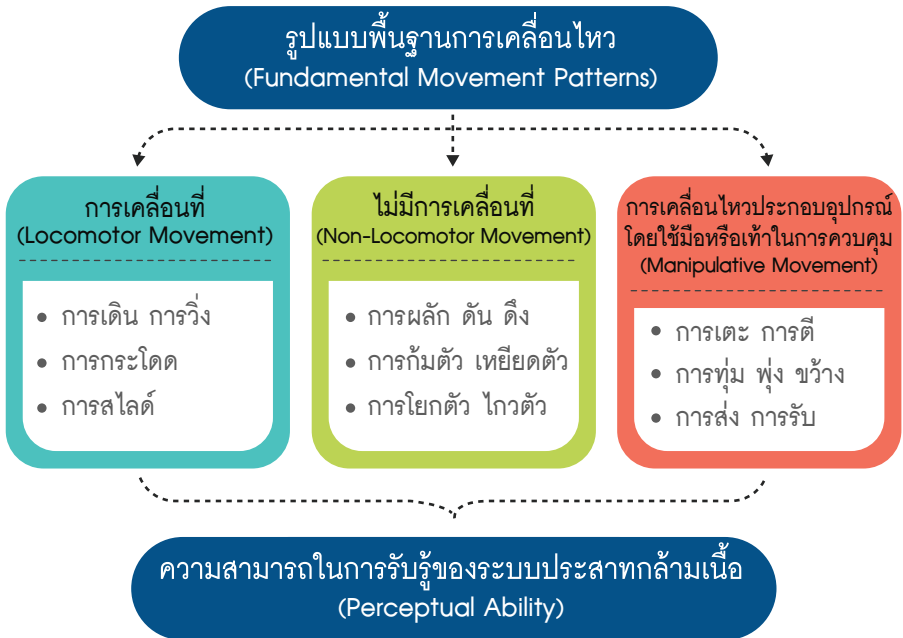 รูปแบบพื้นฐานการเคลื่อนไหว
(Fundamental Movement Patterns)
การเคลื่อนที่
(Locomotor Movement)
• การเดิน การวิ่ง
• การกระโดด
• การสไลด์
ไม่มีการเคลื่อนที่
(Non-Locomotor Movement)
• การผลัก ดัน ดึง
• การก้มตัว เหยียดตัว
• การโยกตัว ไกวตัว
การเคลื่อนไหวประกอบอุปกรณ์
โดยใช้มือหรือเท้าในการควบคุม
(Manipulative Movement)
• การเตะ การตี
• การทุ่ม พุ่ง ขว้าง
• การส่ง การรับ
ความสามารถในการรับรู้ของระบบประสาทกล้ามเนื้อ
(Perceptual Ability)